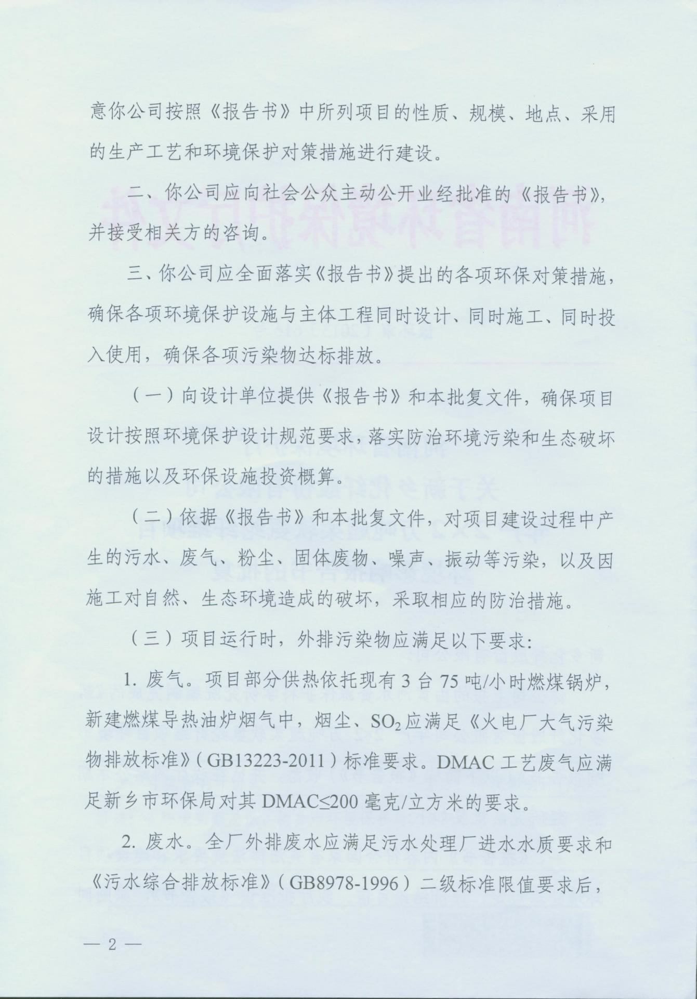 意你公司按照《报告书》中所列项目的性质、规模、地点、采用
的生产工艺和环境保护对策措施进行建设。
二、你公司应向社会公众主动公开业经批准的《报告书》,
并接受相关方的咨询。
三、你公司应全面落实《报告书》提出的各项环保对策措施,
确保各项环境保护设施与主体工程同时设计、同时施工、同时投
入使用，确保各项污染物达标排放。
（一）向设计单位提供《报告书》和本批复文件，确保项目
设计按照环境保护设计规范要求,落实防治环境污染和生态破坏
的措施以及环保设施投资概算。
（二）依据《报告书》和本批复文件，对项目建设过程中产
生的污水、废气、粉尘、固体废物、噪声、振动等污染，以及因
施工对自然、生态环境造成的破坏，采取相应的防治措施。
（三）项目运行时，外排污染物应满足以下要求：
1. 废气。项目部分供热依托现有 3 台 75 吨/小时燃煤锅炉，
新建燃煤导热油炉烟气中，烟尘、SO₂应满足《火电厂大气污染
物排放标准》（GB13223-2011）标准要求。DMAC 工艺废气应满
足新乡市环保局对其 DMAC≤200 毫克/立方米的要求。
2. 废水。全厂外排废水应满足污水处理厂进水水质要求和
《污水综合排放标准》（GB8978-1996）二级标准限值要求后，
— 2 —